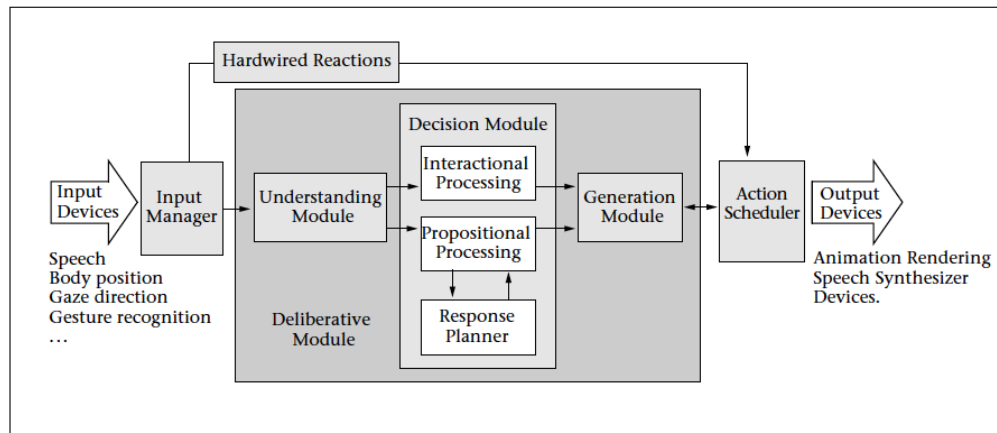 Hardwired Reactions
Decision Module
Interactional
Processing
Input
Devices
Input
Manager
Understanding
Module
Propositional
Processing
Generation
Module
Action
Scheduler
Output
Devices
Speech
Body position
Gaze direction
Gesture recognition
…
Deliberative
Module
Response
Planner
Animation Rendering
Speech Synthesizer
Devices.